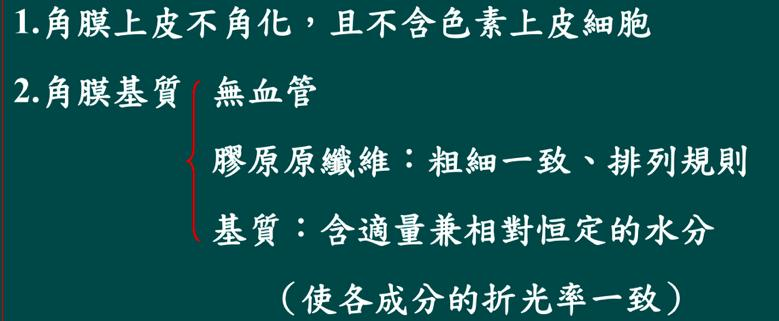 1.角膜上皮不角化，且不含色素上皮細胞
2.角膜基質 無血管
膠原原纖維：粗細一致、排列規則
基質：含適量兼相對恒定的水分
（使各成分的折光率一致）